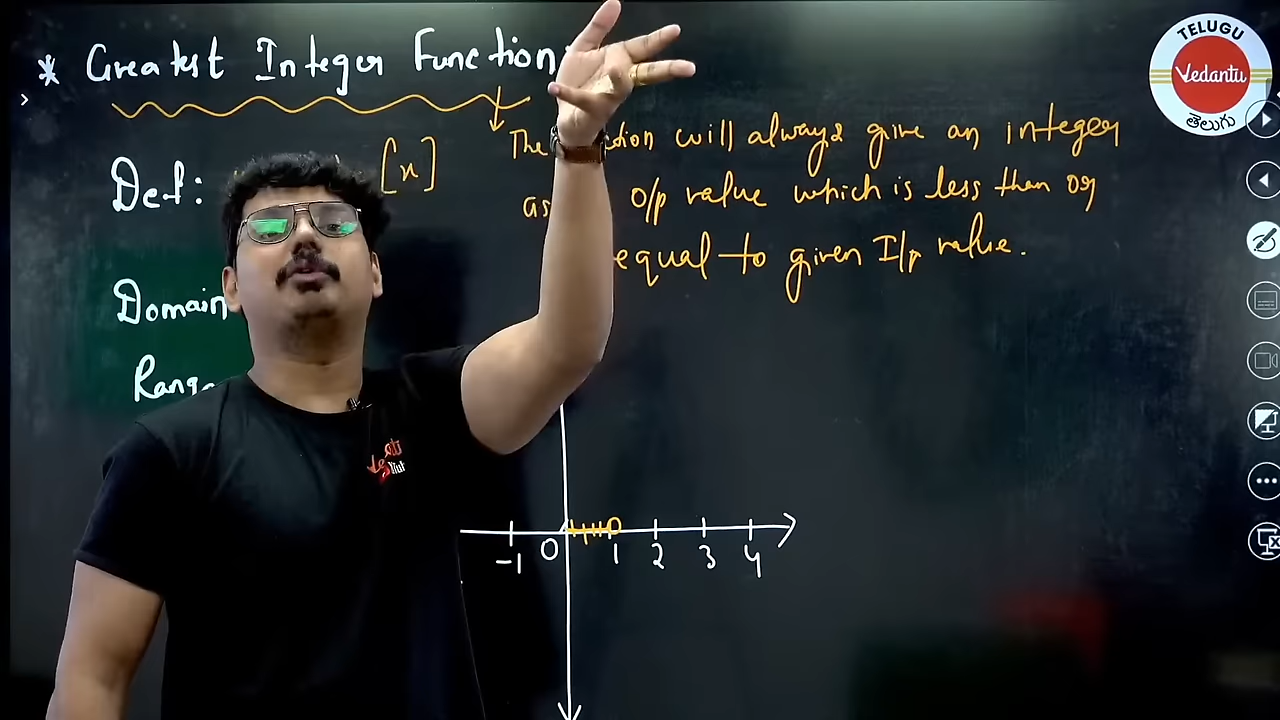 * Greatest Integer Function:
Def: [x]
The will always give an integer
as o/p value which is less than or
equal to given I/p value.
Domain
Range
-1 0 1 2 3 4
TELUGU
Vedantu
తెలుగు